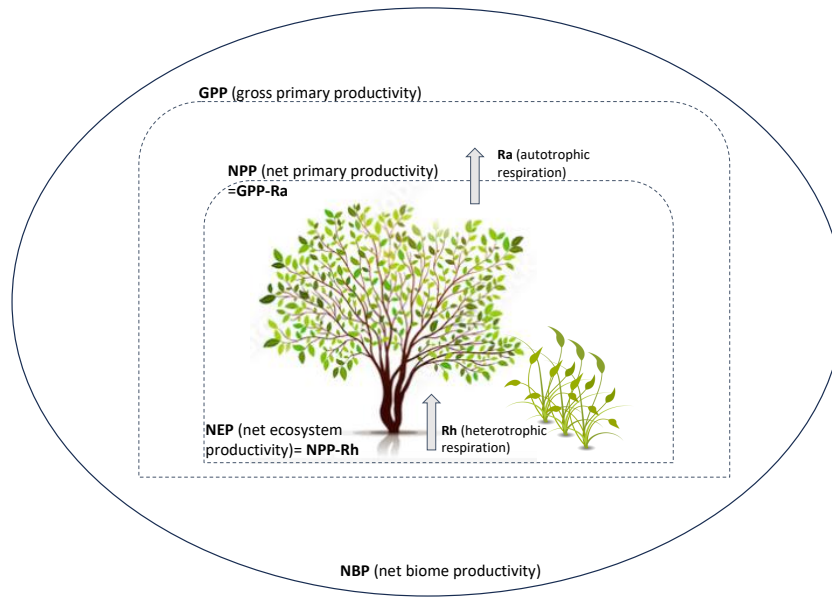 GPP (gross primary productivity)
Ra (autotrophic
respiration)
NPP (net primary productivity)
=GPP-Ra
NEP (net ecosystem
productivity)= NPP-Rh
Rh (heterotrophic
respiration)
NBP (net biome productivity)